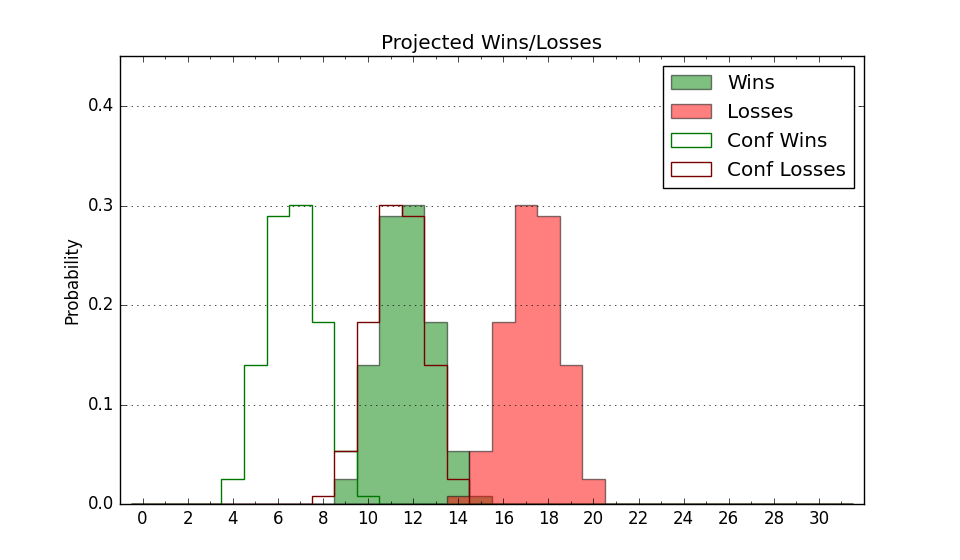 Projected Wins/Losses
Wins
Losses
Conf Wins
Conf Losses
Probability
0.4
0.3
0.2
0.1
0.0
0 2 4 6 8 10 12 14 16 18 20 22 24 26 28 30